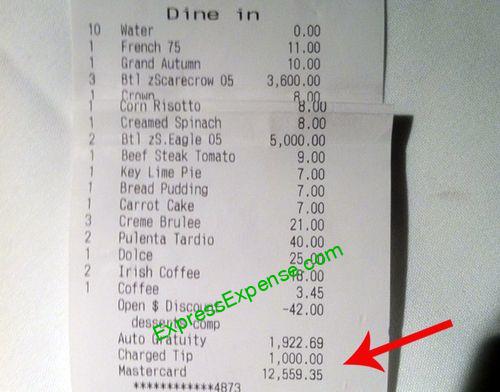 Dine in
10 Water 0.00
1 French 75 11.00
1 Grand Autumn 10.00
3 Btl zScarecrow 05 3,600.00
1 Crown 8.00
1 Corn Risotto 8.00
1 Creamed Spinach 8.00
2 Btl zS.Eagle 05 5,000.00
1 Beef Steak Tomato 9.00
1 Key Lime Pie 7.00
1 Bread Pudding 7.00
1 Carrot Cake 7.00
3 Creme Brulee 21.00
2 Pulenta Tardio 40.00
1 Dolce 25.00
2 Irish Coffee 18.00
1 Coffee 3.45
Open $ Discount -42.00
desserts comp
Auto Gratuity 1,922.69
Charged Tip 1,000.00
Mastercard 12,559.35
************4873
ExpressExpense.com